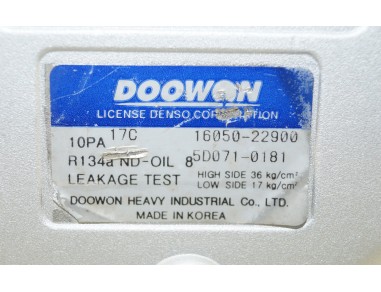 DOOWON
LICENSE DENSO CORPORATION
10PA 17C 16050-22900
R134a ND-OIL 8 5D071-0181
LEAKAGE TEST HIGH SIDE 36 kg/cm²
LOW SIDE 17 kg/cm²
DOOWON HEAVY INDUSTRIAL Co., LTD.
MADE IN KOREA